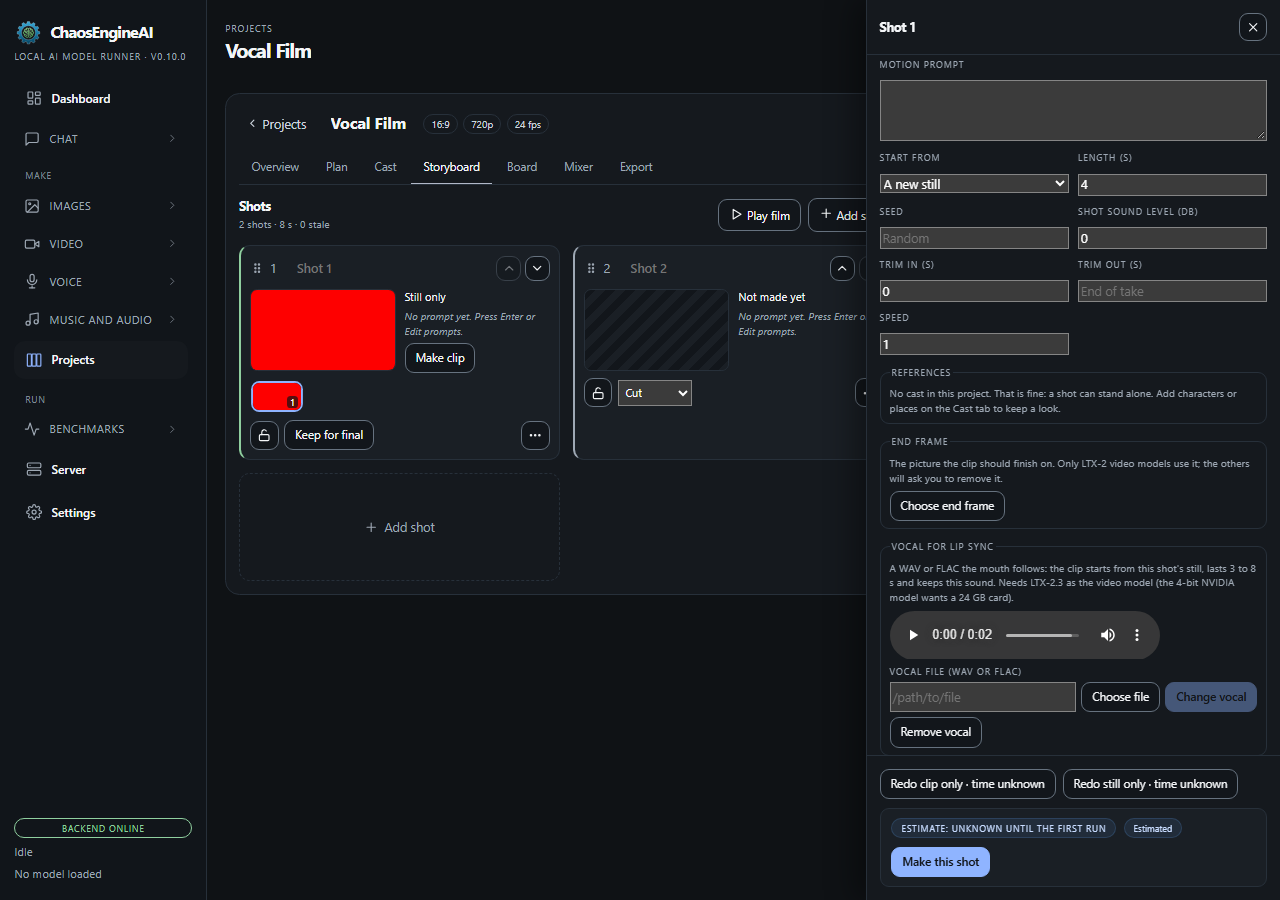 ChaosEngineAI
LOCAL AI MODEL RUNNER · V0.10.0
Dashboard
CHAT
MAKE
IMAGES
VIDEO
VOICE
MUSIC AND AUDIO
Projects
RUN
BENCHMARKS
Server
Settings
BACKEND ONLINE
Idle
No model loaded
PROJECTS
Vocal Film
Projects
Vocal Film
16:9
720p
24 fps
Overview
Plan
Cast
Storyboard
Board
Mixer
Export
Shots
2 shots · 8 s · 0 stale
Play film
Add s
1
Shot 1
Still only
No prompt yet. Press Enter or
Edit prompts.
Make clip
1
Keep for final
2
Shot 2
Not made yet
No prompt yet. Press Enter o
Edit prompts.
Cut
Add shot
Shot 1
MOTION PROMPT
START FROM
LENGTH (S)
A new still
4
SEED
SHOT SOUND LEVEL (DB)
Random
0
TRIM IN (S)
TRIM OUT (S)
0
End of take
SPEED
1
REFERENCES
No cast in this project. That is fine: a shot can stand alone. Add characters or
places on the Cast tab to keep a look.
END FRAME
The picture the clip should finish on. Only LTX-2 video models use it; the others
will ask you to remove it.
Choose end frame
VOCAL FOR LIP SYNC
A WAV or FLAC the mouth follows: the clip starts from this shot's still, lasts 3 to 8
s and keeps this sound. Needs LTX-2.3 as the video model (the 4-bit NVIDIA
model wants a 24 GB card).
0:00 / 0:02
VOCAL FILE (WAV OR FLAC)
/path/to/file
Choose file
Change vocal
Remove vocal
Redo clip only · time unknown
Redo still only · time unknown
ESTIMATE: UNKNOWN UNTIL THE FIRST RUN
Estimated
Make this shot